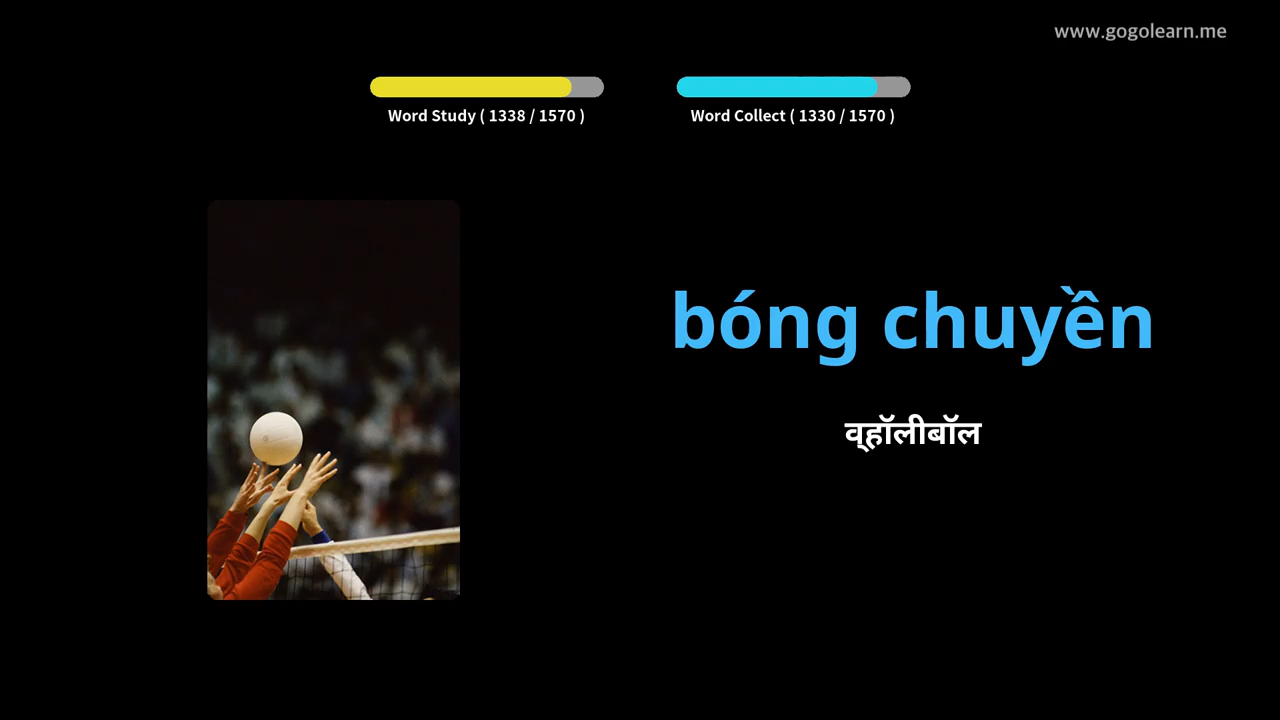 www.gogolearn.me
Word Study ( 1338 / 1570 )
Word Collect ( 1330 / 1570 )
bóng chuyền
व्हॉलीबॉल